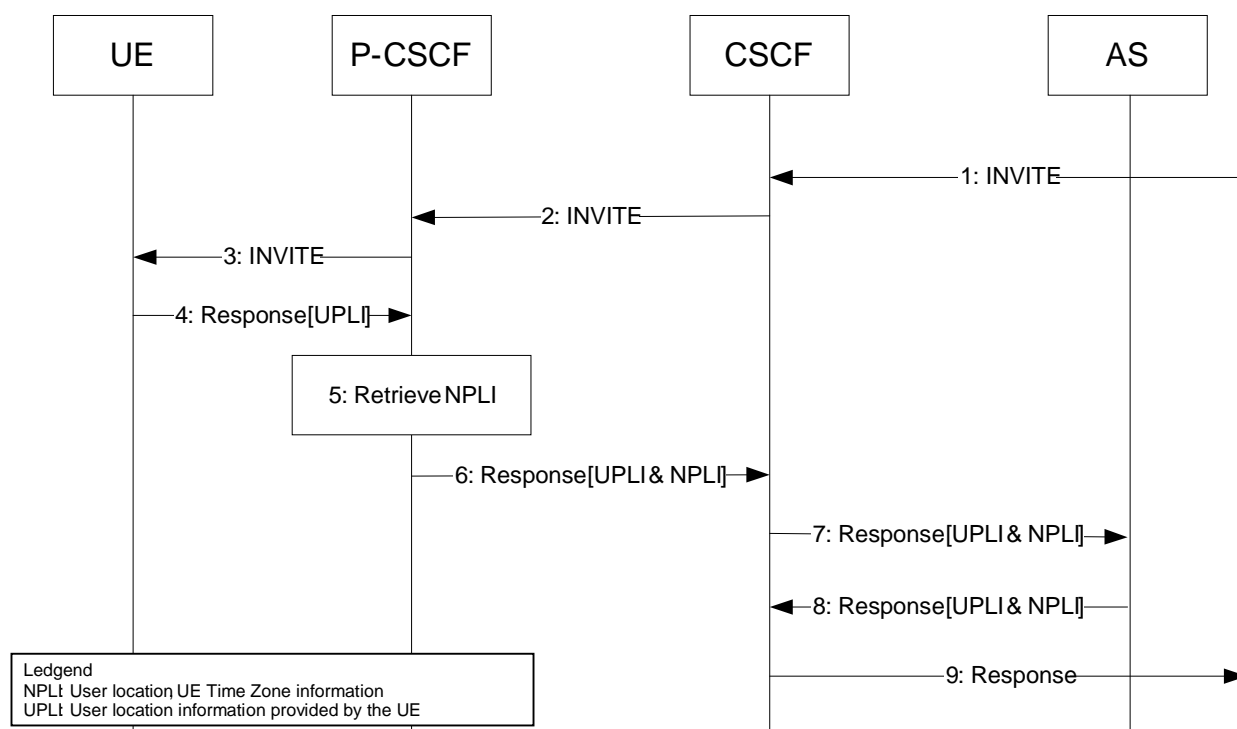 UE P-CSCF CSCF AS
1: INVITE
2: INVITE
3: INVITE
4: Response[UPLI]
5: Retrieve NPLI
6: Response[UPLI & NPLI]
7: Response[UPLI & NPLI]
8: Response[UPLI & NPLI]
9: Response
Ledgend
NPLI: User location, UE Time Zone information
UPLI: User location information provided by the UE